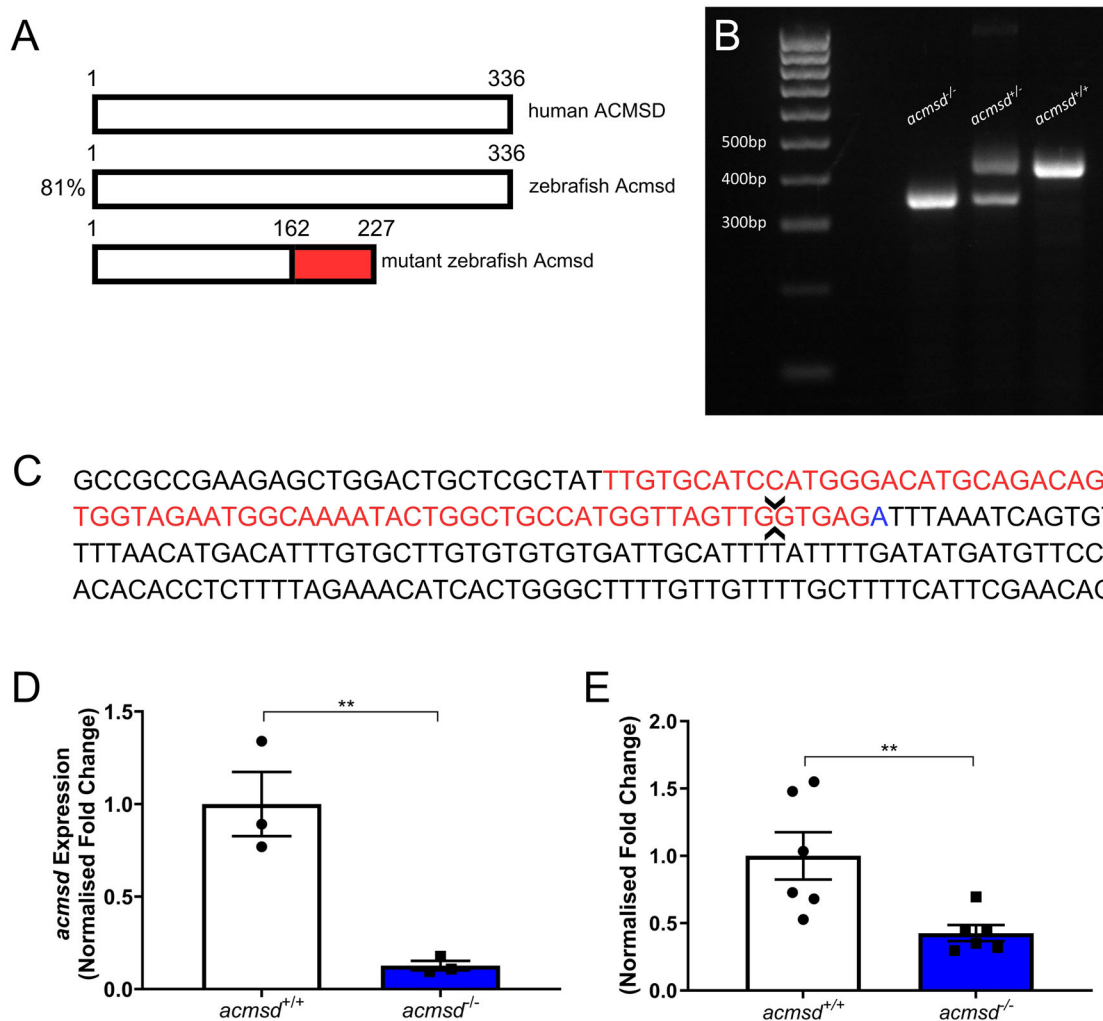 A
1 336
human ACMSD
1 336
81%
zebrafish Acmsd
1 162 227
mutant zebrafish Acmsd
B
acmsd-/-
acmsd+/-
acmsd+/+
500bp
400bp
300bp
C
GCCGCCGAAGAGCTGGACTGCTCGCTATTTGTGCATCCATGGGACATGCAGACAG
TGGTAGAATGGCAAAATACTGGCTGCCATGGTTAGTTGGTGAGATTTAAATCAGTGT
TTTAACATGACATTTGTGCTTGTGTGTGTGATTGCATTTTATTTTGATATGATGTTCC
ACACACCTCTTTTAGAAACATCACTGGGCTTTTGTTGTTTTGCTTTTCATTCGAACAG
D
acmsd Expression
(Normalised Fold Change)
1.5
1.0
0.5
0.0
**
acmsd+/+
acmsd-/-
E
(Normalised Fold Change)
2.0
1.5
1.0
0.5
0.0
**
acmsd+/+
acmsd-/-